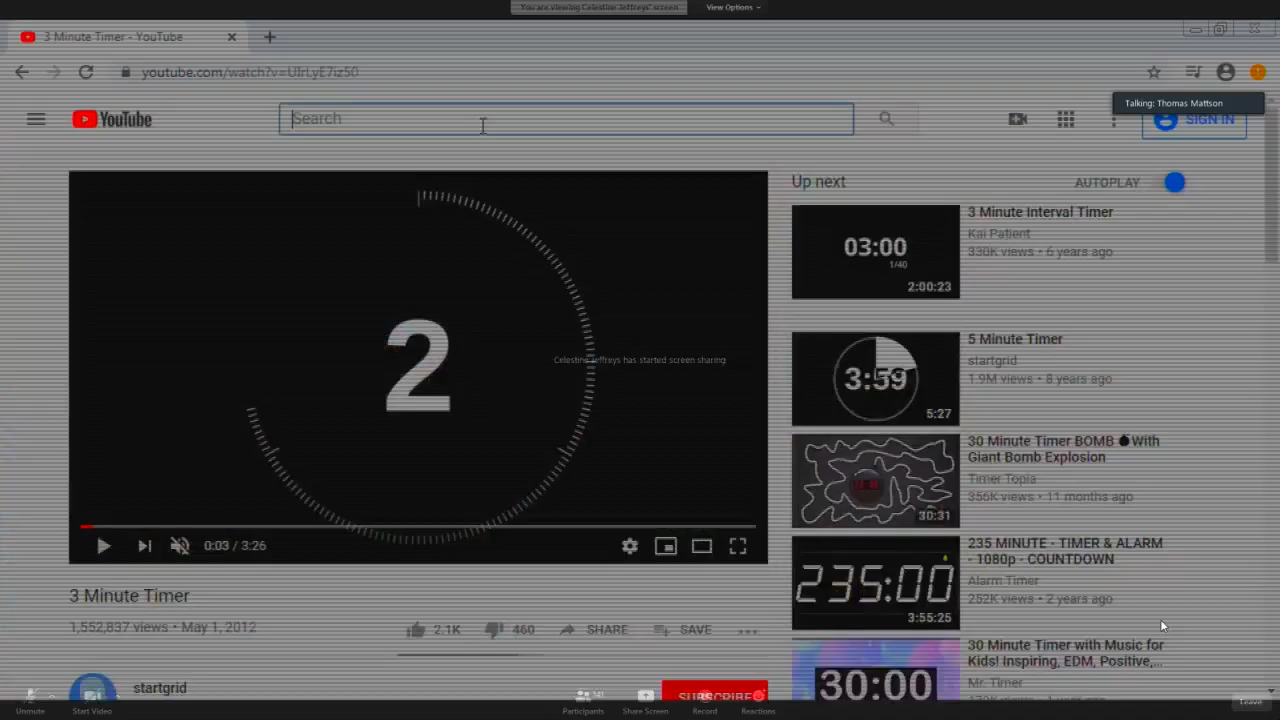 You are viewing Celestine Jeffreys' screen
View Options
3 Minute Timer - YouTube
youtube.com/watch?v=UIrLyE7iz50
Talking: Thomas Mattson
YouTube
Search
SIGN IN
Up next
AUTOPLAY
2
Celestine Jeffreys has started screen sharing
0:03 / 3:26
03:00
1/40
2:00:23
3 Minute Interval Timer
Kai Patient
330K views • 6 years ago
3:59
5:27
5 Minute Timer
startgrid
1.9M views • 8 years ago
30:31
30 Minute Timer BOMB 💣 With
Giant Bomb Explosion
Timer Topia
356K views • 11 months ago
235:00
3:55:25
235 MINUTE - TIMER & ALARM
- 1080p - COUNTDOWN
Alarm Timer
252K views • 2 years ago
30:00
30 Minute Timer with Music for
Kids! Inspiring, EDM, Positive,...
Mr. Timer
3 Minute Timer
1,552,837 views • May 1, 2012
2.1K
460
SHARE
SAVE
startgrid
SUBSCRIBE
Unmute
Start Video
Participants
141
Share Screen
Record
Reactions
Leave